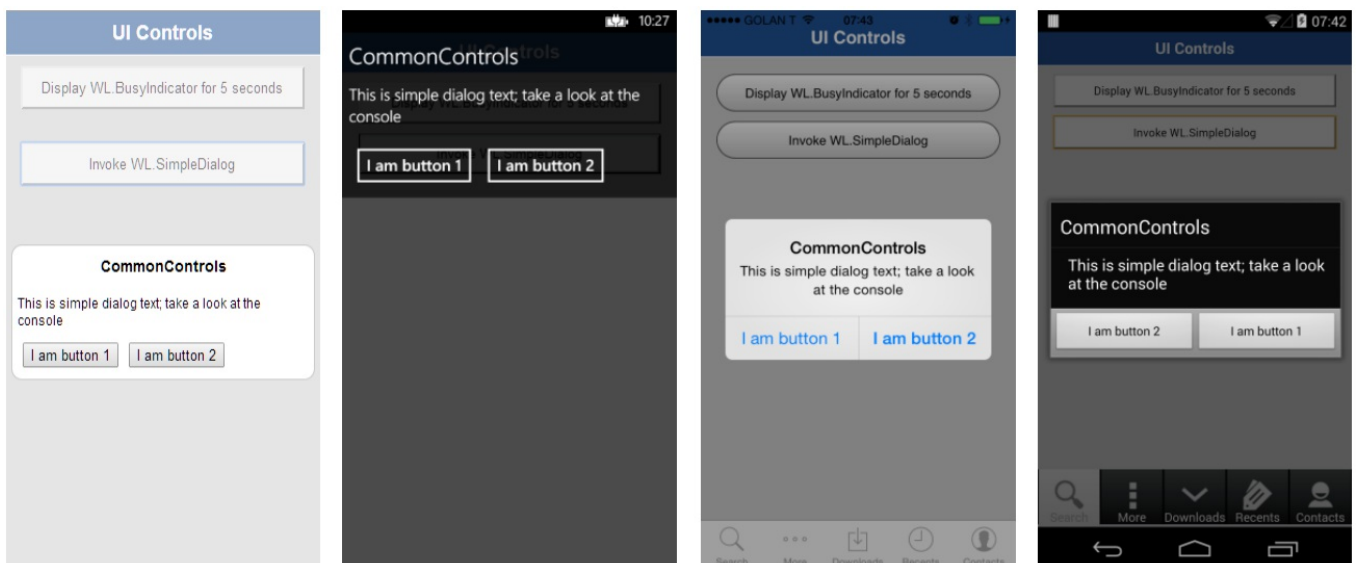 UI Controls
Display WL.BusyIndicator for 5 seconds
Invoke WL.SimpleDialog
CommonControls
This is simple dialog text; take a look at the
console
I am button 1 I am button 2
10:27
CommonControls
This is simple dialog text; take a look at the
console
I am button 1 I am button 2
GOLAN T 07:43
UI Controls
Display WL.BusyIndicator for 5 seconds
Invoke WL.SimpleDialog
CommonControls
This is simple dialog text; take a look
at the console
I am button 1 I am button 2
Search More Downloads Recents Contacts
07:42
UI Controls
Display WL.BusyIndicator for 5 seconds
Invoke WL.SimpleDialog
CommonControls
This is simple dialog text; take a look
at the console
I am button 2 I am button 1
Search More Downloads Recents Contacts